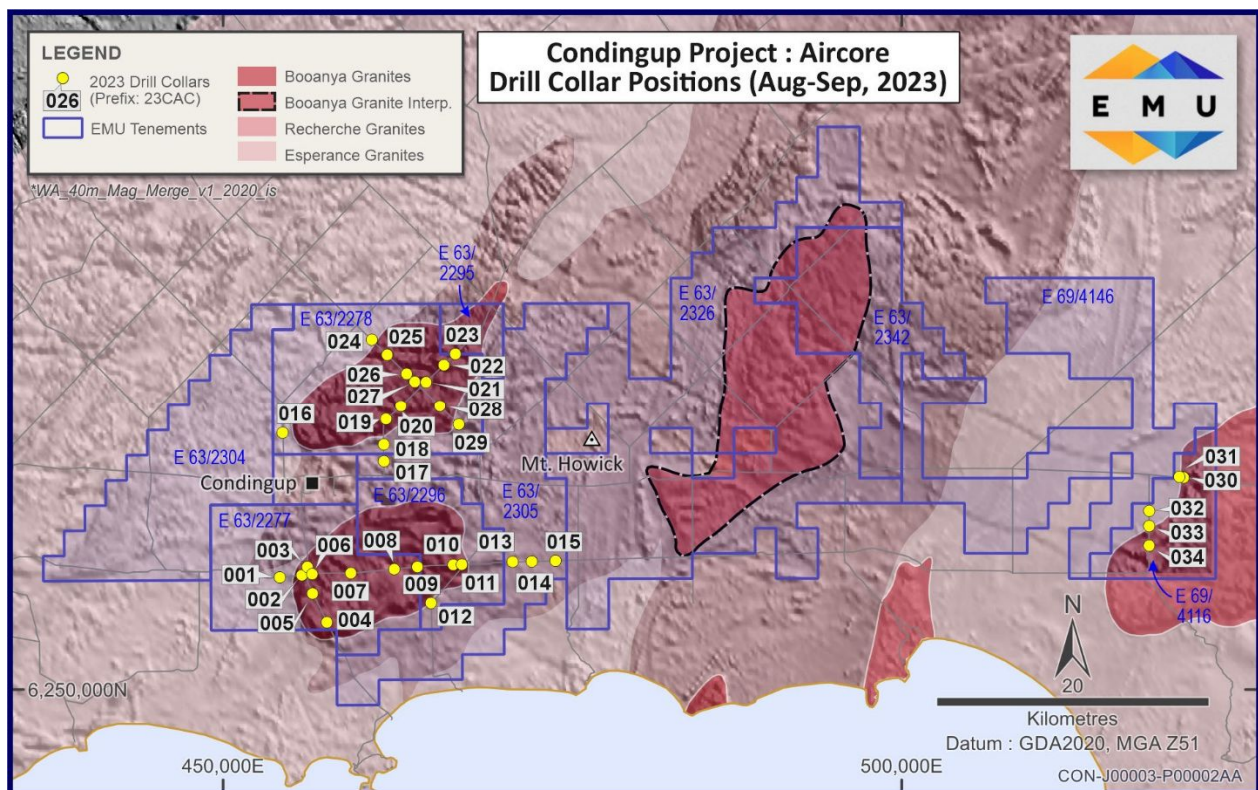 LEGEND
2023 Drill Collars
(Prefix: 23CAC)
026
EMU Tenements
Booanya Granites
Booanya Granite Interp.
Recherche Granites
Esperance Granites
*WA_40m_Mag_Merge_v1_2020_is
Condingup Project : Aircore
Drill Collar Positions (Aug-Sep, 2023)
EMU
E 63/
2295
E 63/2278
024
025
023
026
022
027
021
016
019
020
028
029
018
017
E 63/2304
Condingup
Mt. Howick
E 63/
2326
E 63/
2342
E 69/4146
031
030
032
033
034
E 69/
4116
E 63/2296
E 63/
2305
E 63/2277
003
006
008
010
013
015
001
002
007
009
011
014
005
004
012
N
20
Kilometres
Datum : GDA2020, MGA Z51
CON-J00003-P00002AA
6,250,000N
450,000E
500,000E